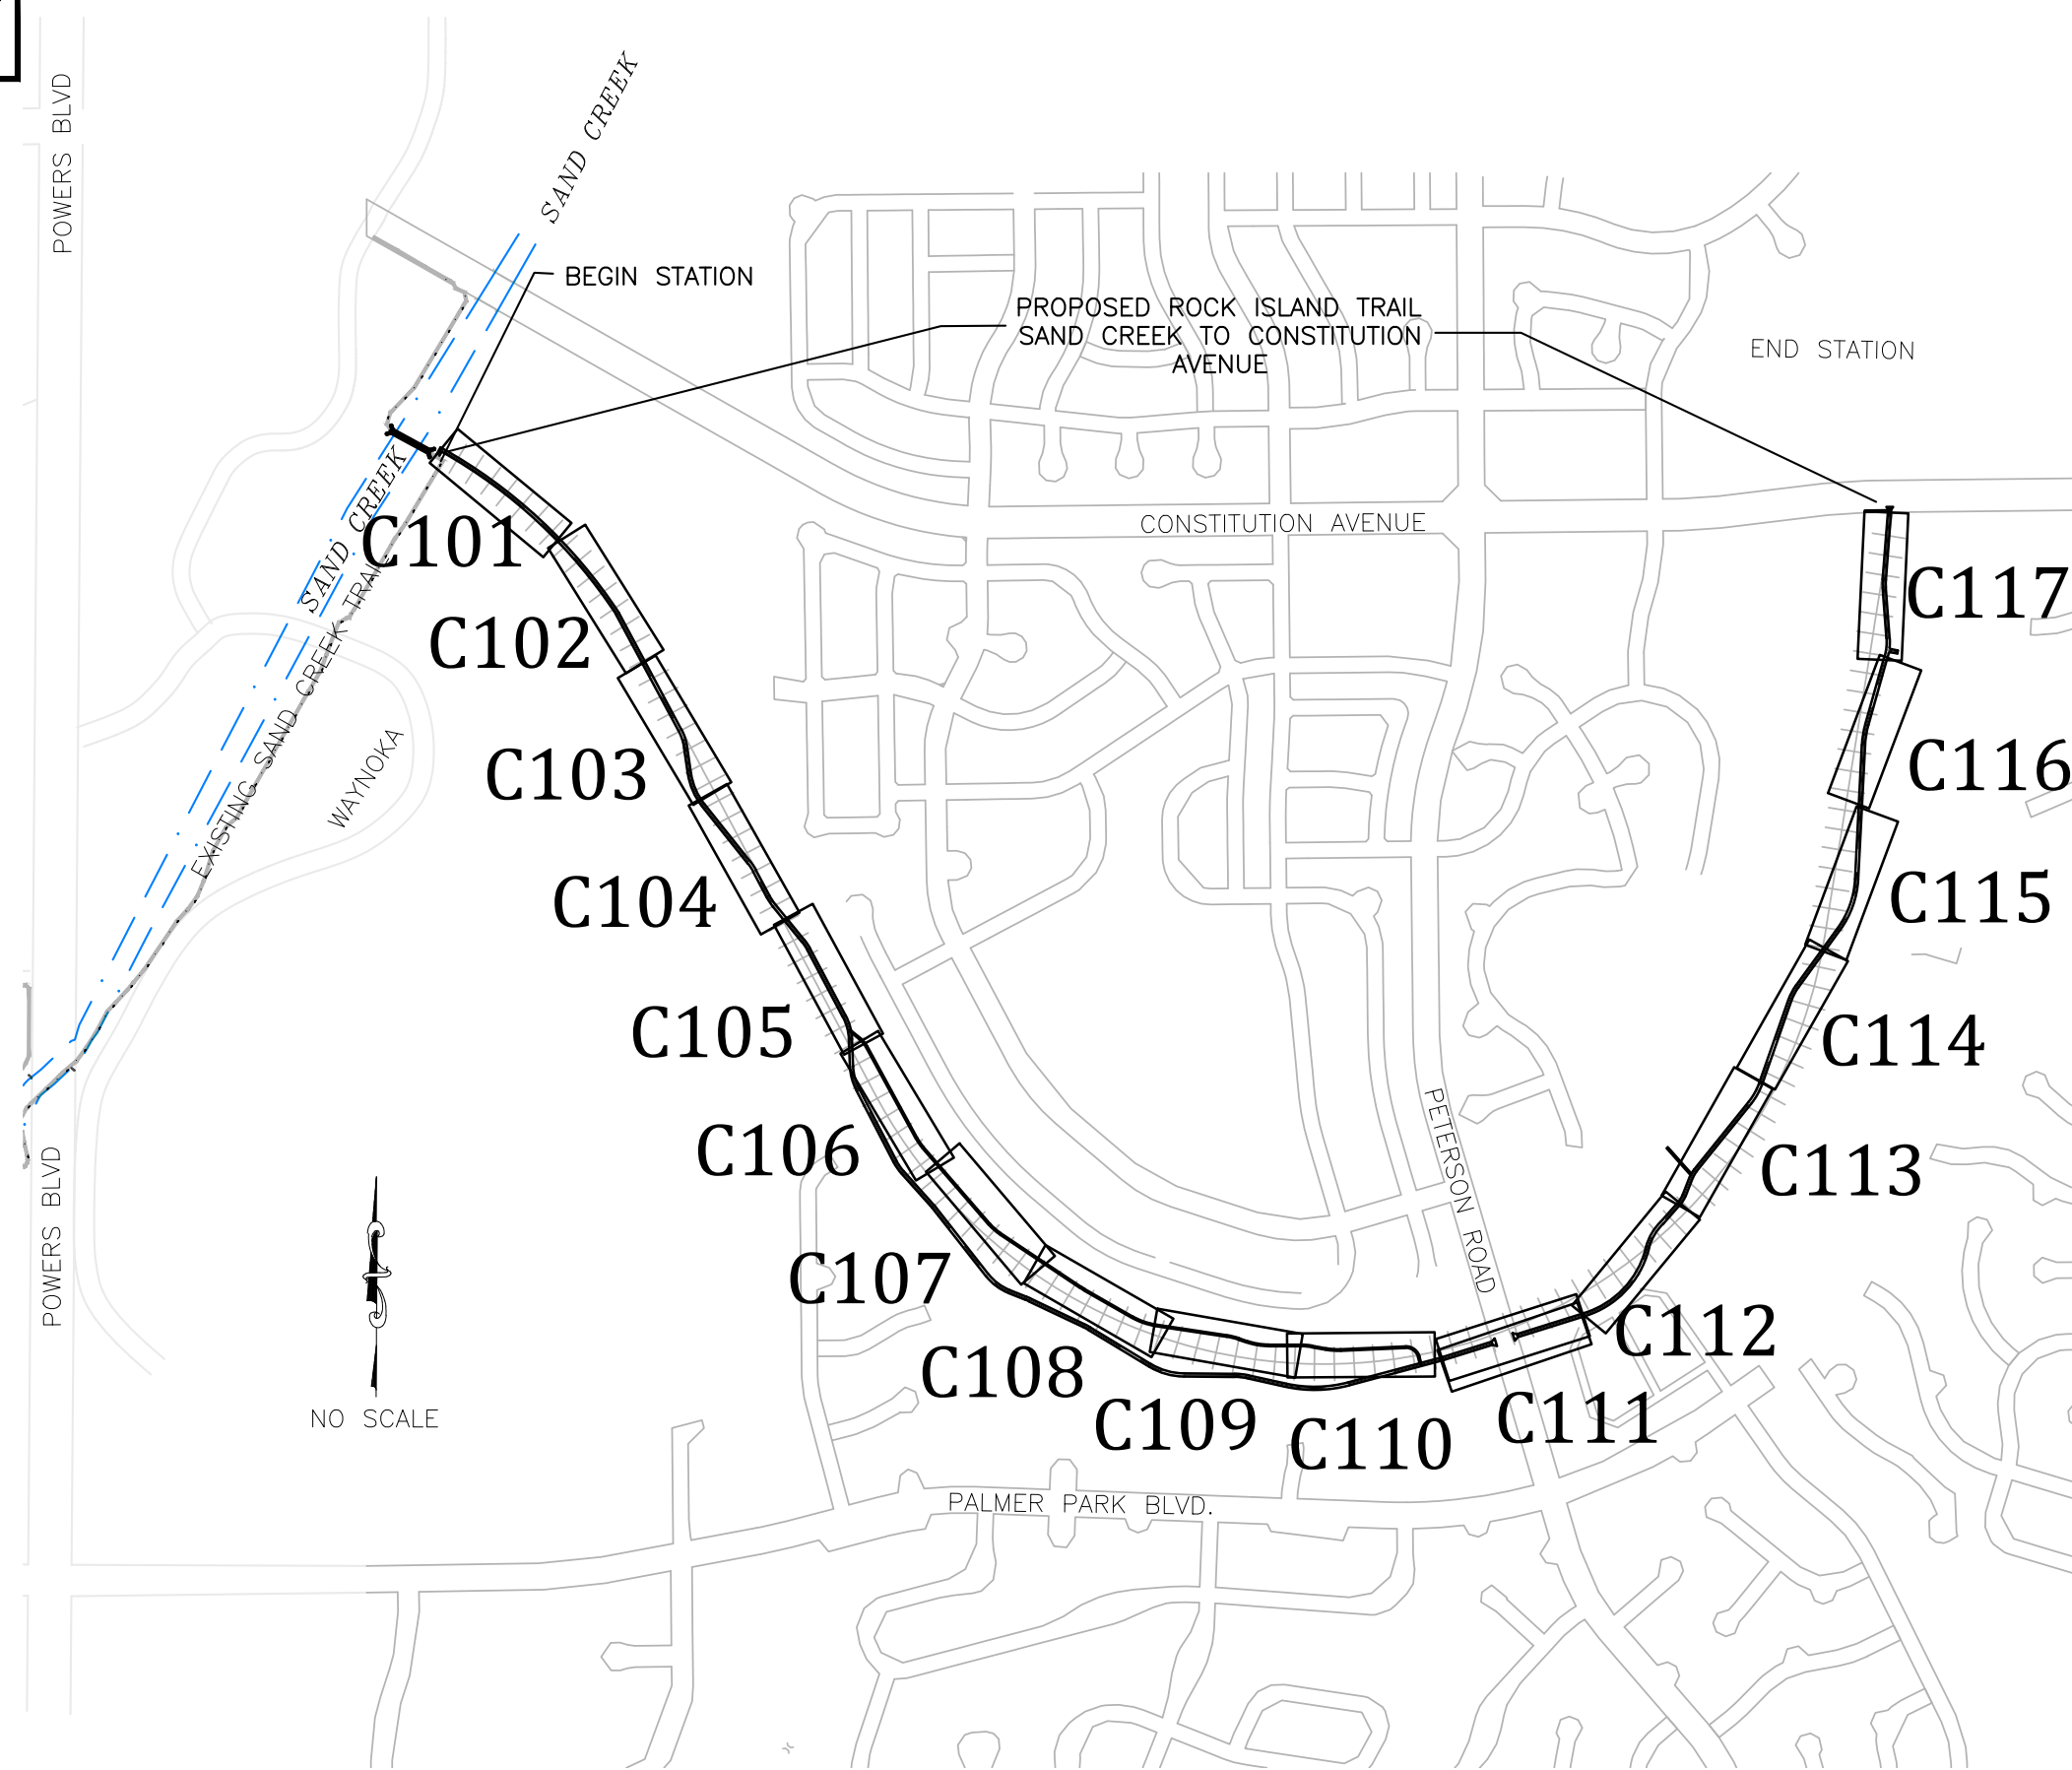 POWERS BLVD
SAND CREEK
BEGIN STATION
PROPOSED ROCK ISLAND TRAIL
SAND CREEK TO CONSTITUTION
AVENUE
END STATION
CONSTITUTION AVENUE
SAND CREEK
EXISTING SAND CREEK TRAIL
WAYNOKA
C101
C102
C103
C104
C105
C106
C107
C108
C109
C110
C111
C112
C113
C114
C115
C116
C117
PETERSON ROAD
POWERS BLVD
NO SCALE
PALMER PARK BLVD.